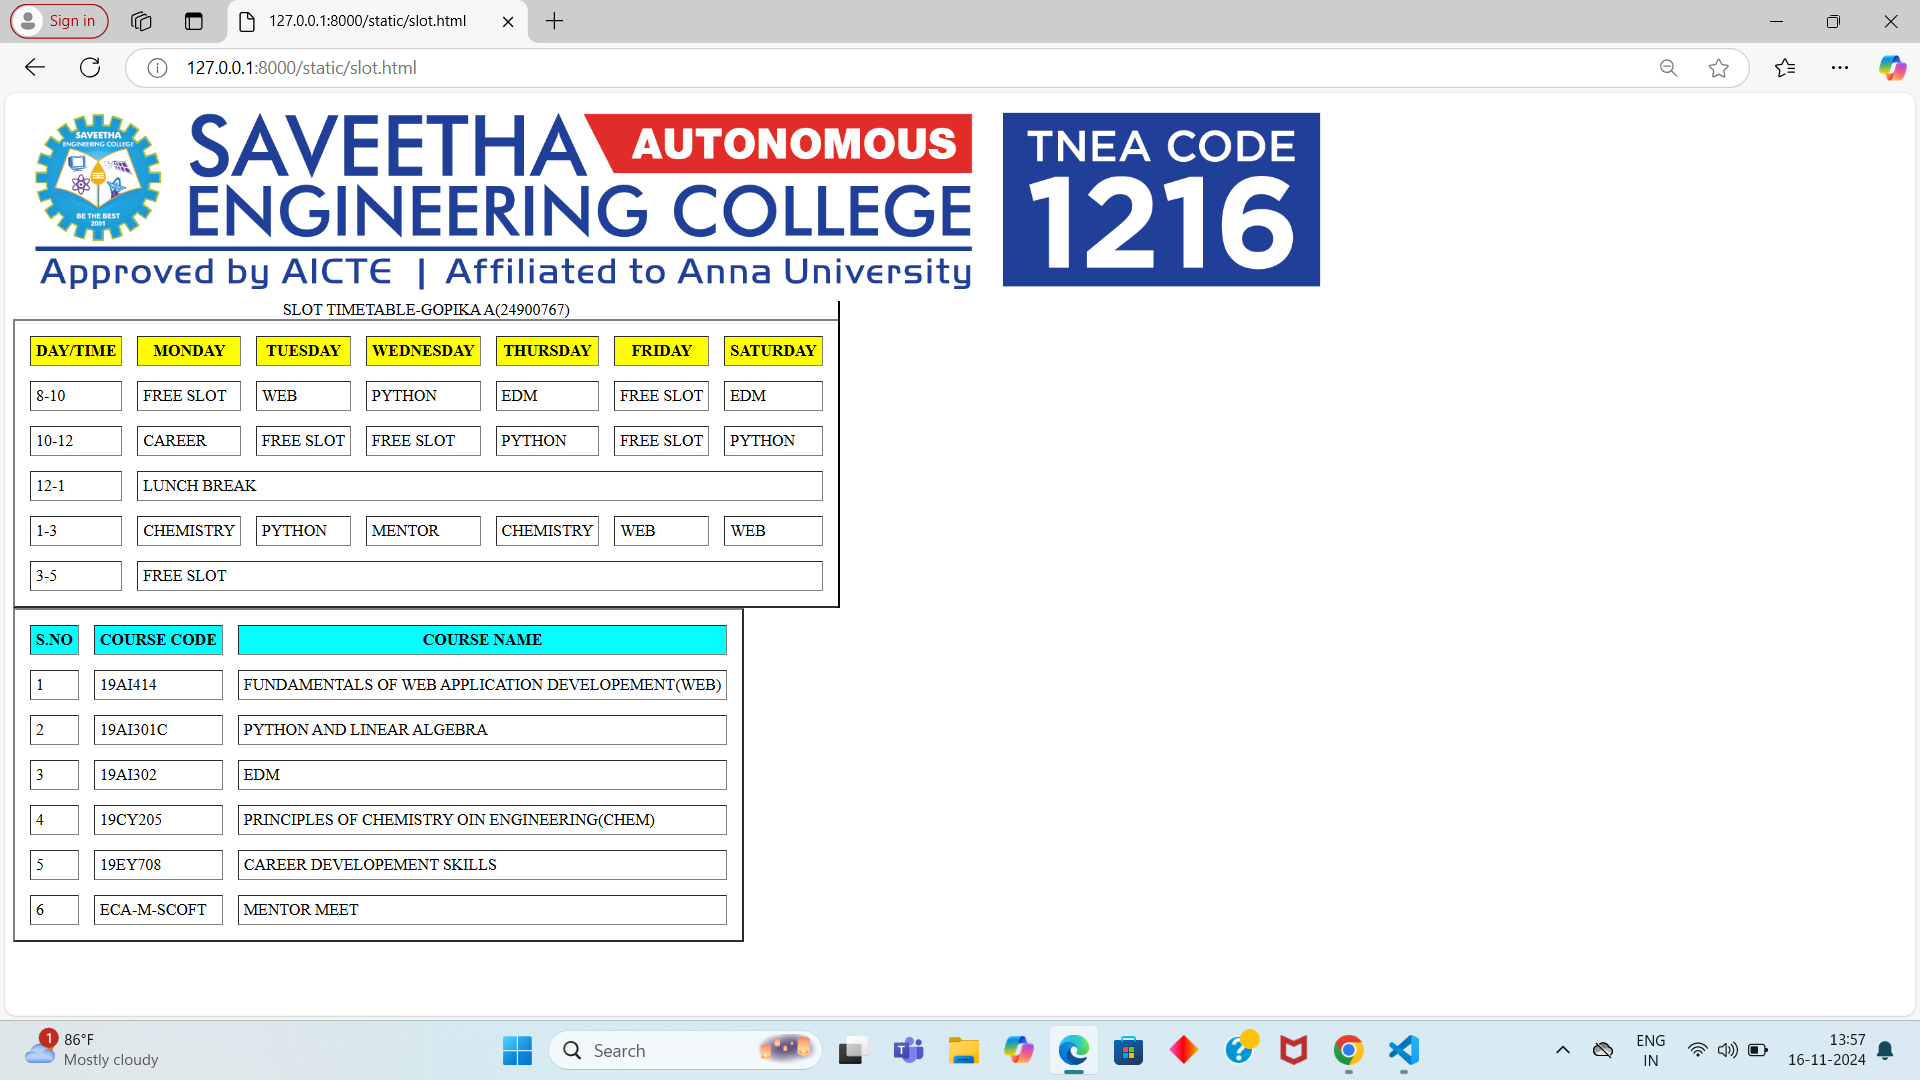 Sign in
127.0.0.1:8000/static/slot.html
127.0.0.1:8000/static/slot.html
SAVEETHA
ENGINEERING COLLEGE
BE THE BEST
2001
SAVEETHA AUTONOMOUS
ENGINEERING COLLEGE
Approved by AICTE | Affiliated to Anna University
TNEA CODE
1216
SLOT TIMETABLE-GOPIKA A(24900767)
DAY/TIME MONDAY TUESDAY WEDNESDAY THURSDAY FRIDAY SATURDAY
8-10 FREE SLOT WEB PYTHON EDM FREE SLOT EDM
10-12 CAREER FREE SLOT FREE SLOT PYTHON FREE SLOT PYTHON
12-1 LUNCH BREAK
1-3 CHEMISTRY PYTHON MENTOR CHEMISTRY WEB WEB
3-5 FREE SLOT
S.NO COURSE CODE COURSE NAME
1 19AI414 FUNDAMENTALS OF WEB APPLICATION DEVELOPEMENT(WEB)
2 19AI301C PYTHON AND LINEAR ALGEBRA
3 19AI302 EDM
4 19CY205 PRINCIPLES OF CHEMISTRY OIN ENGINEERING(CHEM)
5 19EY708 CAREER DEVELOPEMENT SKILLS
6 ECA-M-SCOFT MENTOR MEET
1
86°F
Mostly cloudy
Search
ENG
IN
13:57
16-11-2024